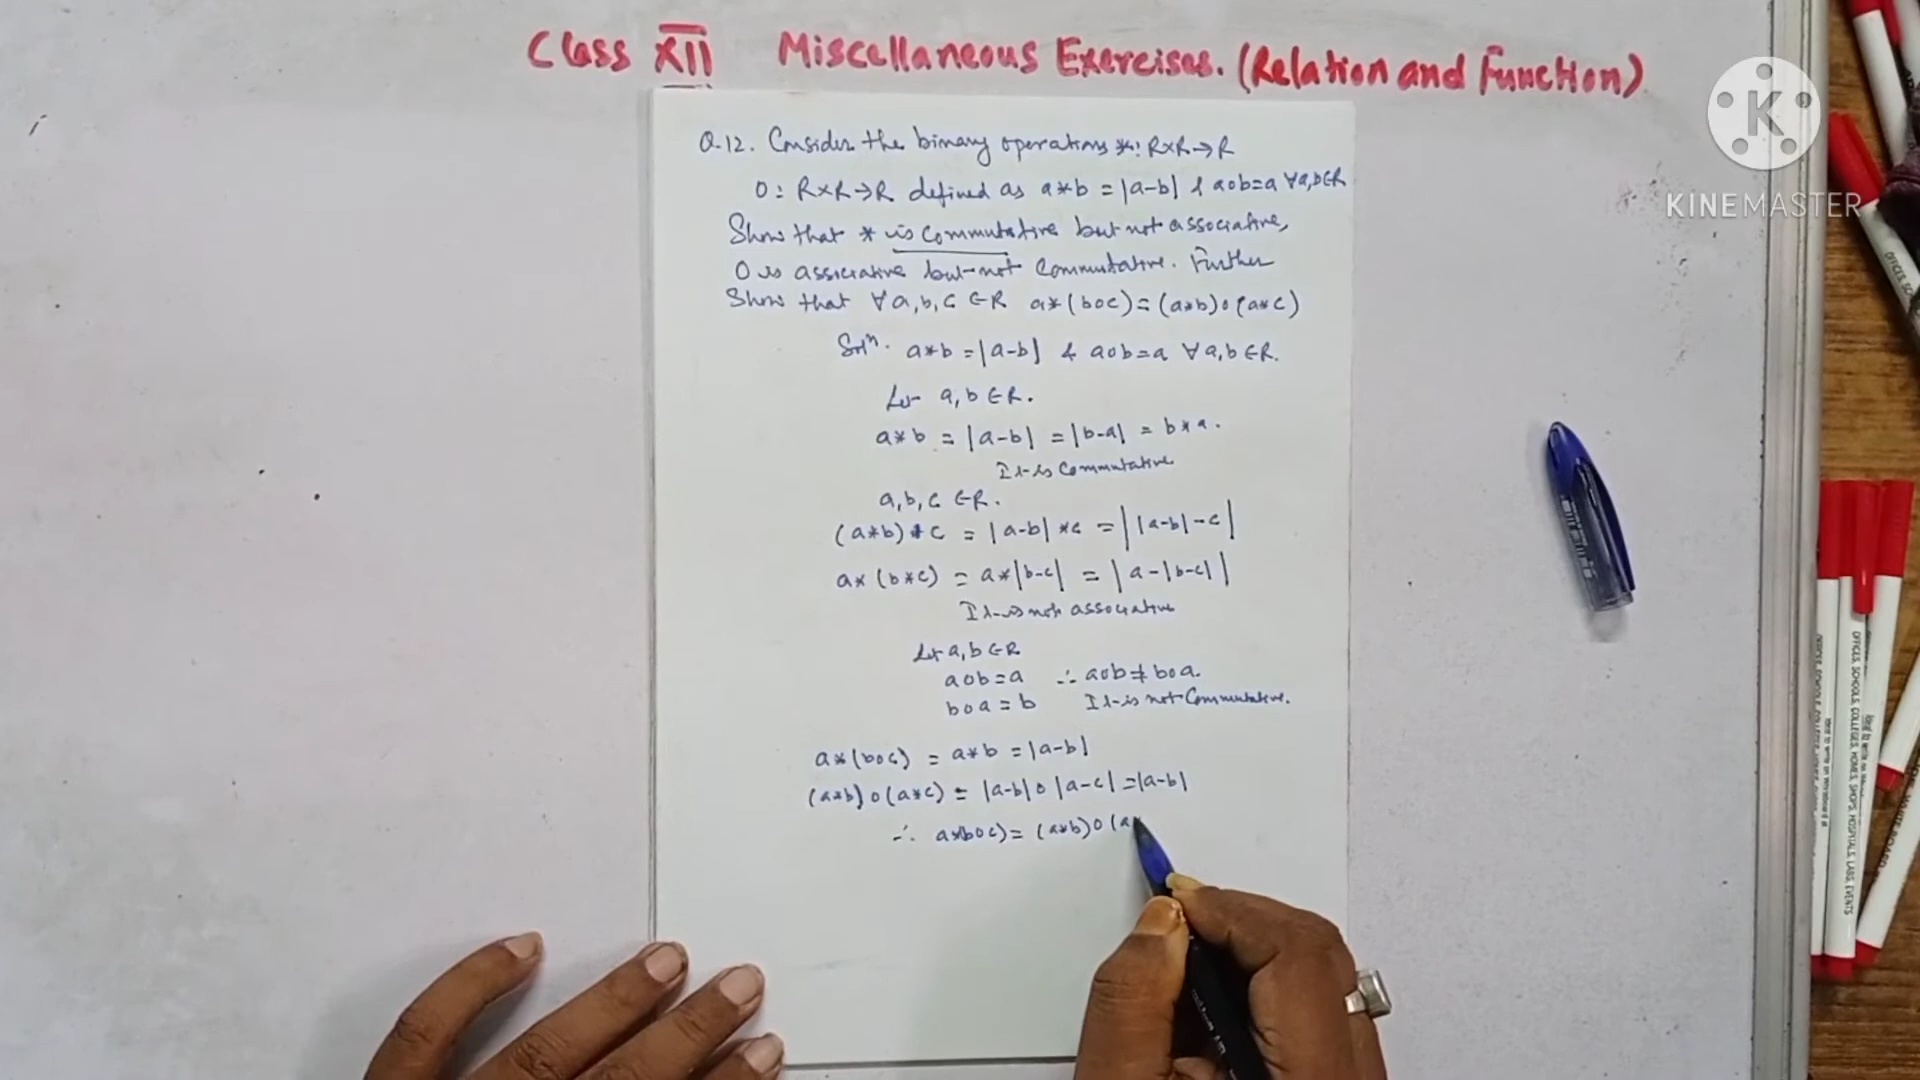 Class XII Miscellaneous Exercises. (Relation and Function)
Q.12. Consider the binary operations *: R×R→R
O: R×R→R defined as a*b = |a-b| & aob=a ∀a,b∈R
Show that * is commutative but not associative,
O is associative but not commutative. Further
Show that ∀a,b,c ∈R a*(boc)=(a*b)o(a*c)
Solⁿ. a*b=|a-b| & aob=a ∀a,b∈R.
Let a,b∈R.
a*b = |a-b| = |b-a| = b*a.
It is Commutative
a,b,c ∈R.
(a*b)*c = |a-b|*c = ||a-b|-c|
a*(b*c) = a*|b-c| = |a-|b-c||
It is not associative
Let a,b∈R
aob=a ∴ aob≠boa.
boa=b It is not Commutative.
a*(boc) = a*b = |a-b|
(a*b)o(a*c) = |a-b|o|a-c| = |a-b|
∴ a*boc) = (a*b)o(a*
K
KINEMASTER